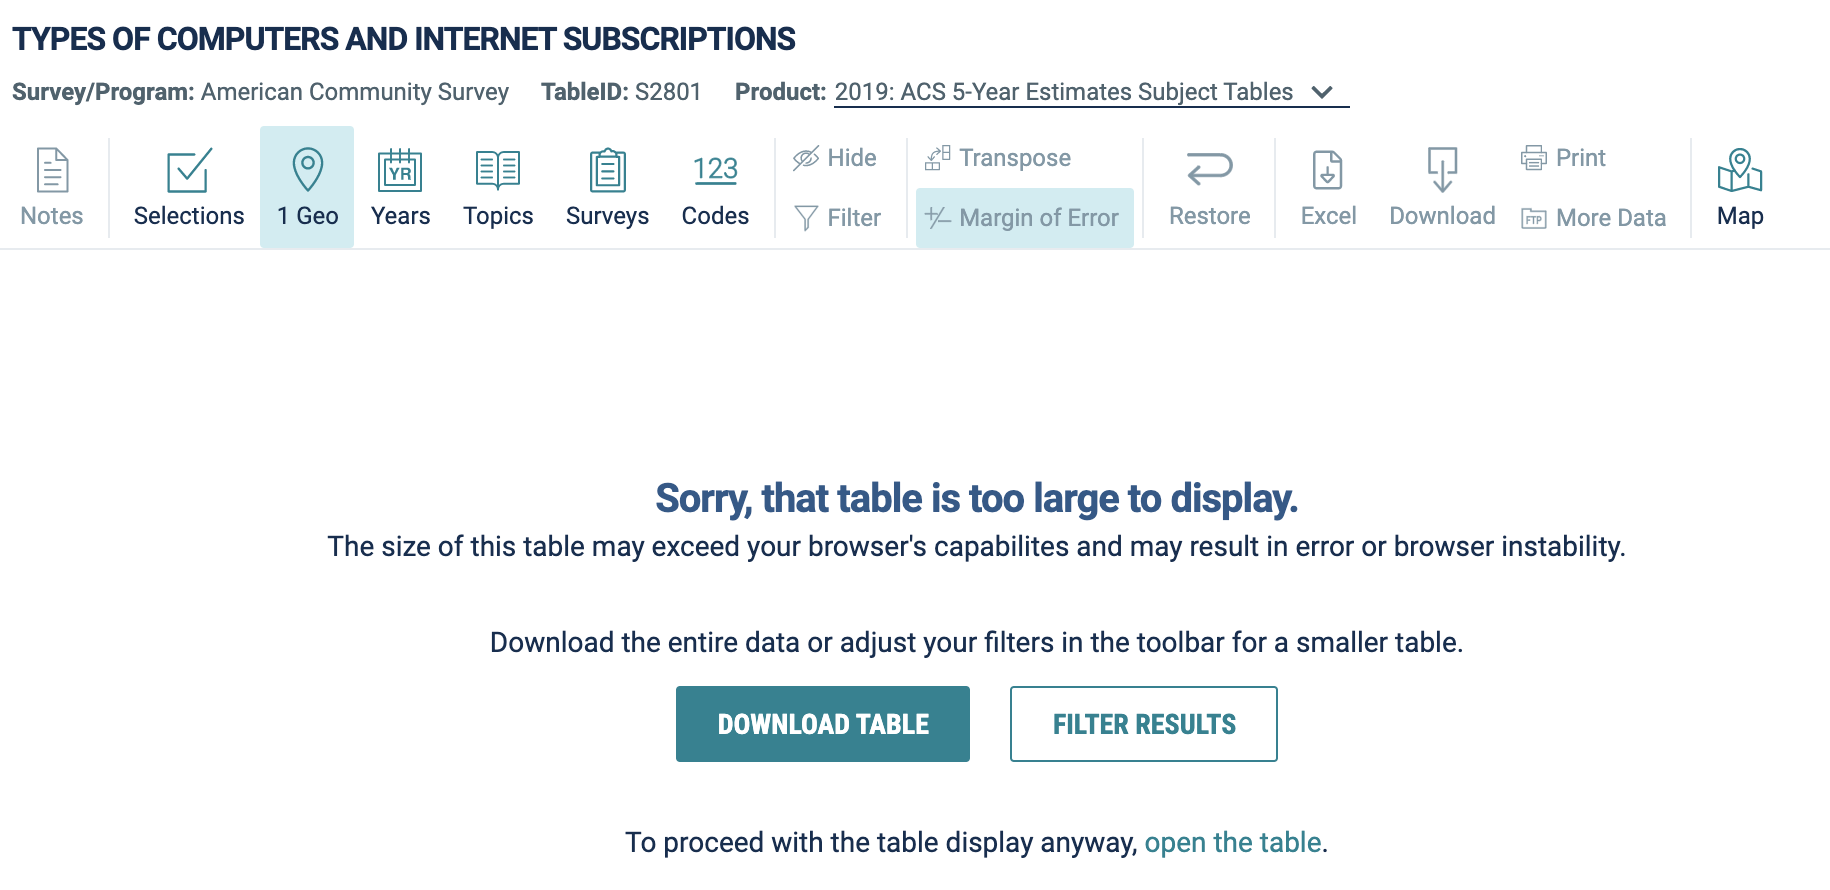 TYPES OF COMPUTERS AND INTERNET SUBSCRIPTIONS
Survey/Program: American Community Survey TableID: S2801 Product: 2019: ACS 5-Year Estimates Subject Tables
Notes
Selections
1 Geo
YR
Years
Topics
Surveys
123
Codes
Hide
Filter
Transpose
Margin of Error
Restore
Excel
Download
Print
FTP More Data
Map
Sorry, that table is too large to display.
The size of this table may exceed your browser's capabilites and may result in error or browser instability.
Download the entire data or adjust your filters in the toolbar for a smaller table.
DOWNLOAD TABLE
FILTER RESULTS
To proceed with the table display anyway, open the table.